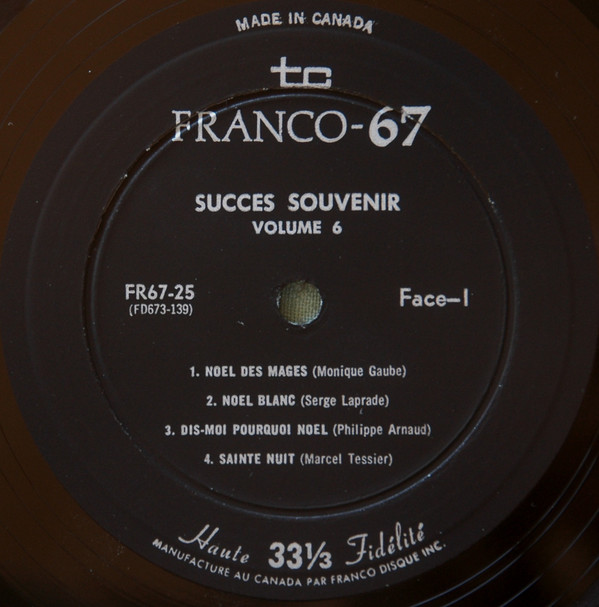 MADE IN CANADA
tc
FRANCO-67
SUCCES SOUVENIR
VOLUME 6
FR67-25
(FD673-139)
Face-I
1. NOEL DES MAGES (Monique Gaube)
2. NOEL BLANC (Serge Laprade)
3. DIS-MOI POURQUOI NOEL (Philippe Arnaud)
4. SAINTE NUIT (Marcel Tessier)
Haute 33⅓ Fidélité
MANUFACTURE AU CANADA PAR FRANCO DISQUE INC.